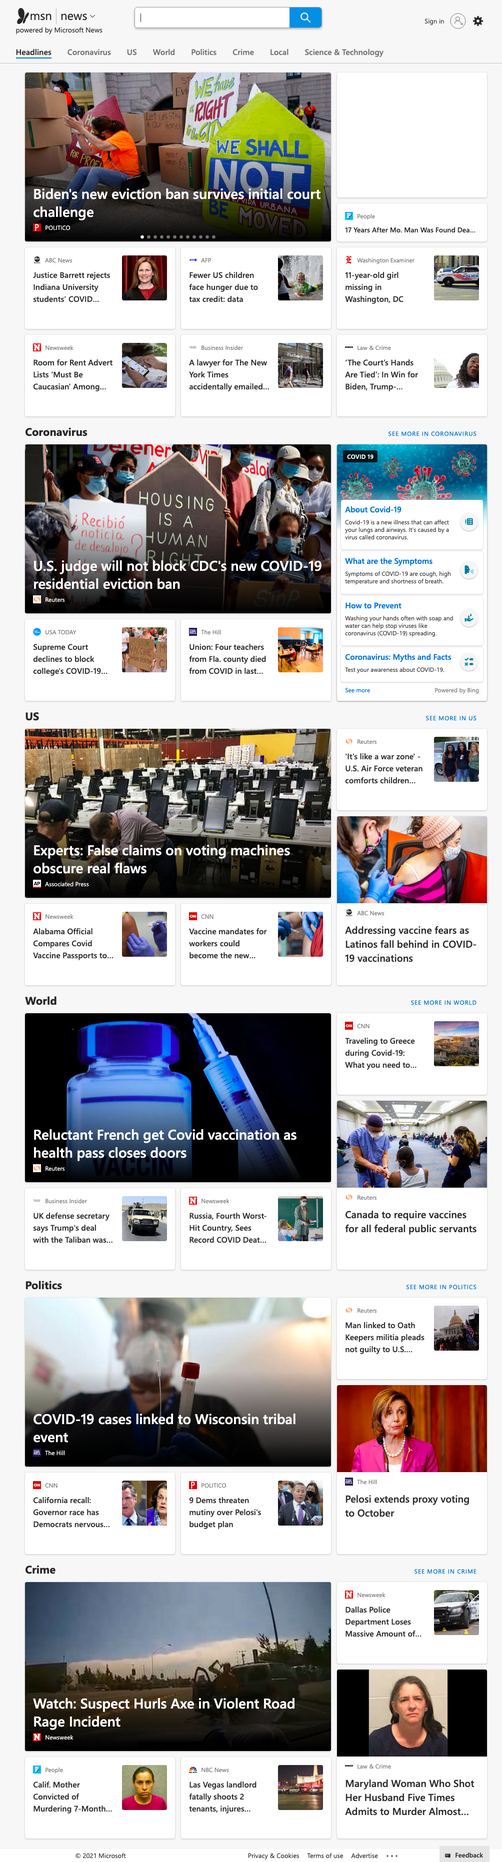 msn | news
powered by Microsoft News
Sign in
Headlines Coronavirus US World Politics Crime Local Science & Technology
WE SHALL
NOT
BE MOVED
Biden's new eviction ban survives initial court
challenge
POLITICO
People
17 Years After Mo. Man Was Found Dea...
ABC News
Justice Barrett rejects
Indiana University
students' COVID...
AFP
Fewer US children
face hunger due to
tax credit: data
Washington Examiner
11-year-old girl
missing in
Washington, DC
Newsweek
Room for Rent Advert
Lists 'Must Be
Caucasian' Among...
Business Insider
A lawyer for The New
York Times
accidentally emailed...
Law & Crime
'The Court's Hands
Are Tied': In Win for
Biden, Trump-...
Coronavirus
SEE MORE IN CORONAVIRUS
¿Recibió
noticia
de desalojo?
HOUSING
IS A
HUMAN
RIGHT
U.S. judge will not block CDC's new COVID-19
residential eviction ban
Reuters
COVID 19
About Covid-19
Covid-19 is a new illness that can affect
your lungs and airways. It's caused by a
virus called coronavirus.
What are the Symptoms
Symptoms of COVID-19 are cough, high
temperature and shortness of breath.
How to Prevent
Washing your hands often with soap and
water can help stop viruses like
coronavirus (COVID-19) spreading.
Coronavirus: Myths and Facts
Test your awareness about COVID-19.
See more
Powered by Bing
USA TODAY
Supreme Court
declines to block
college's COVID-19...
The Hill
Union: Four teachers
from Fla. county died
from COVID in last...
US
SEE MORE IN US
Experts: False claims on voting machines
obscure real flaws
AP Associated Press
Reuters
'It's like a war zone' -
U.S. Air Force veteran
comforts children...
ABC News
Addressing vaccine fears as
Latinos fall behind in COVID-
19 vaccinations
Newsweek
Alabama Official
Compares Covid
Vaccine Passports to...
CNN
Vaccine mandates for
workers could
become the new...
World
SEE MORE IN WORLD
Reluctant French get Covid vaccination as
health pass closes doors
Reuters
CNN
Traveling to Greece
during Covid-19:
What you need to...
Reuters
Canada to require vaccines
for all federal public servants
Business Insider
UK defense secretary
says Trump's deal
with the Taliban was...
Newsweek
Russia, Fourth Worst-
Hit Country, Sees
Record COVID Deat...
Politics
SEE MORE IN POLITICS
COVID-19 cases linked to Wisconsin tribal
event
The Hill
Reuters
Man linked to Oath
Keepers militia pleads
not guilty to U.S....
The Hill
Pelosi extends proxy voting
to October
CNN
California recall:
Governor race has
Democrats nervous...
POLITICO
9 Dems threaten
mutiny over Pelosi's
budget plan
Crime
SEE MORE IN CRIME
Watch: Suspect Hurls Axe in Violent Road
Rage Incident
Newsweek
Newsweek
Dallas Police
Department Loses
Massive Amount of...
Law & Crime
Maryland Woman Who Shot
Her Husband Five Times
Admits to Murder Almost...
People
Calif. Mother
Convicted of
Murdering 7-Month...
NBC News
Las Vegas landlord
fatally shoots 2
tenants, injures...
© 2021 Microsoft
Privacy & Cookies Terms of use Advertise ...
Feedback